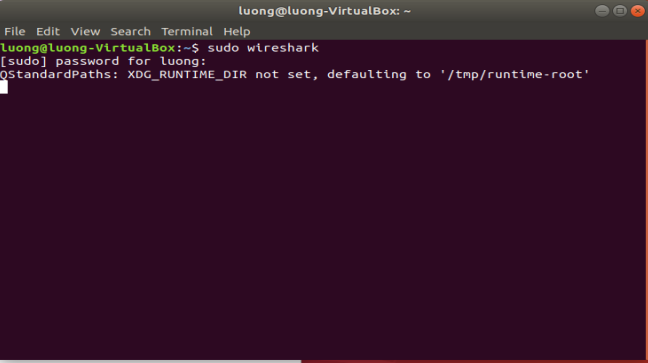 luong@luong-VirtualBox: ~
File Edit View Search Terminal Help
luong@luong-VirtualBox:~$ sudo wireshark
[sudo] password for luong:
QStandardPaths: XDG_RUNTIME_DIR not set, defaulting to '/tmp/runtime-root'